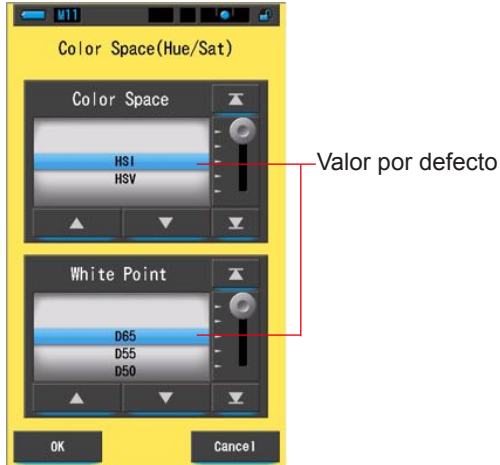 M11
Color Space(Hue/Sat)
Color Space
HSI
HSV
Valor por defecto
White Point
D65
D55
D50
OK
Cancel